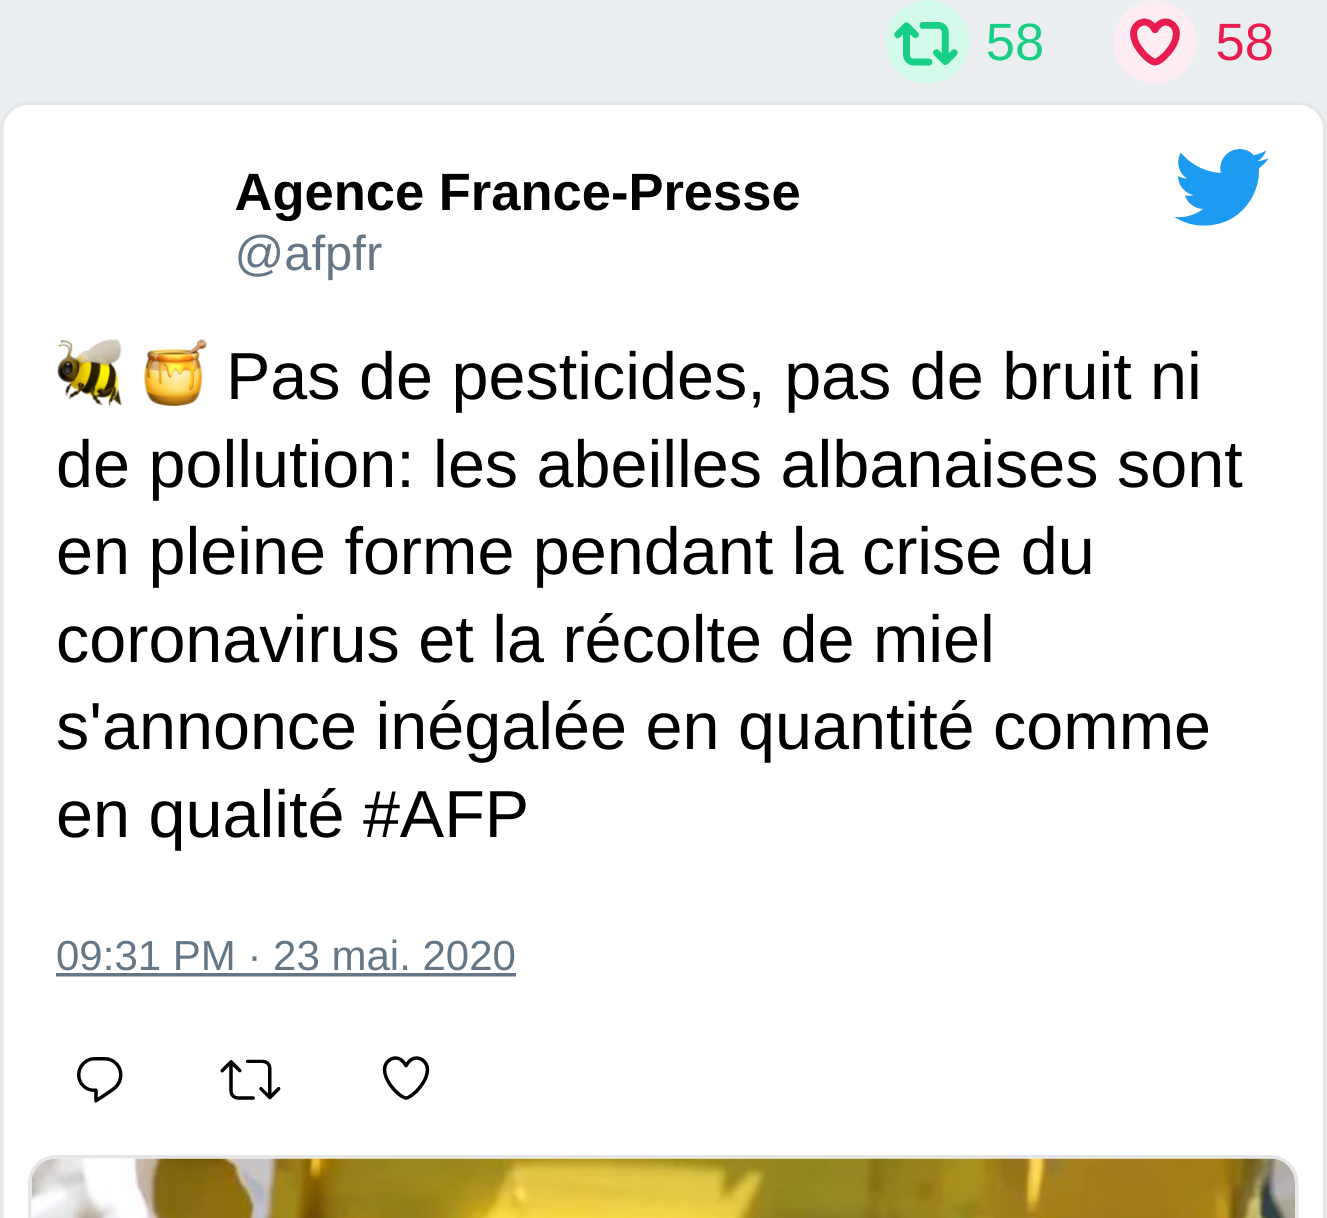 58 58
Agence France-Presse
@afpfr
🐝🍯 Pas de pesticides, pas de bruit ni
de pollution: les abeilles albanaises sont
en pleine forme pendant la crise du
coronavirus et la récolte de miel
s'annonce inégalée en quantité comme
en qualité #AFP
09:31 PM · 23 mai. 2020